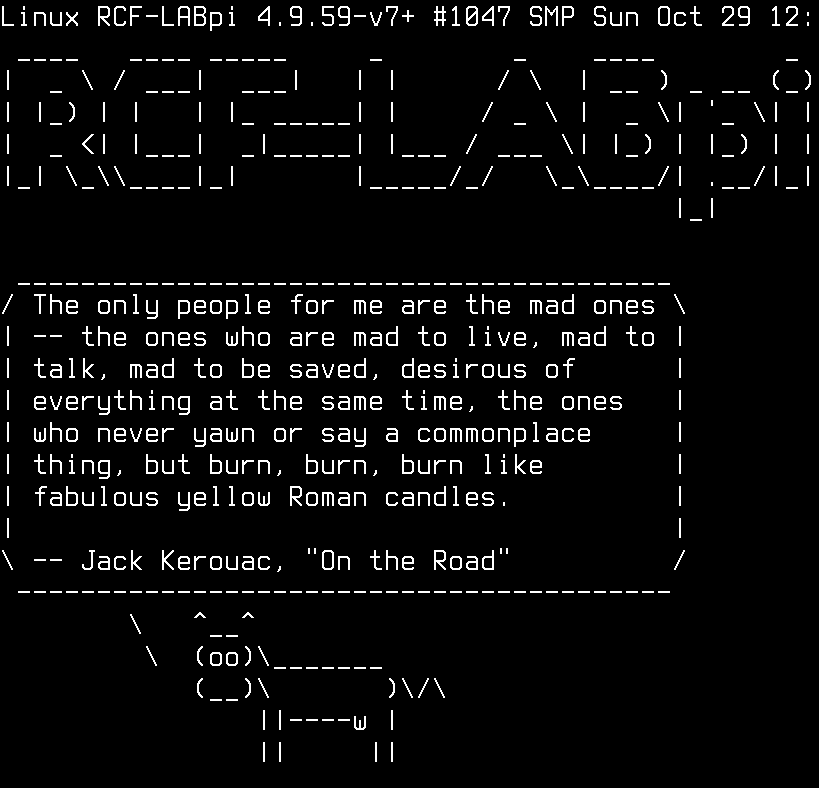 Linux RCF-LABpi 4.9.59-v7+ #1047 SMP Sun Oct 29 12:
RCF-LABpi
The only people for me are the mad ones
-- the ones who are mad to live, mad to
talk, mad to be saved, desirous of
everything at the same time, the ones
who never yawn or say a commonplace
thing, but burn, burn, burn like
fabulous yellow Roman candles.
-- Jack Kerouac, "On the Road"